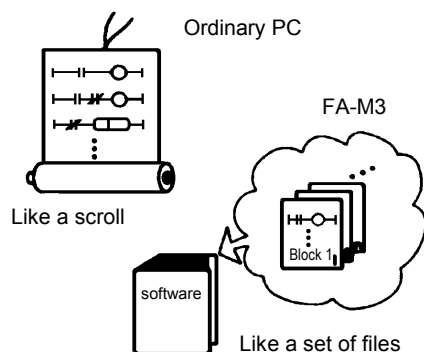 Ordinary PC
FA-M3
Like a scroll
Block 1
software
Like a set of files